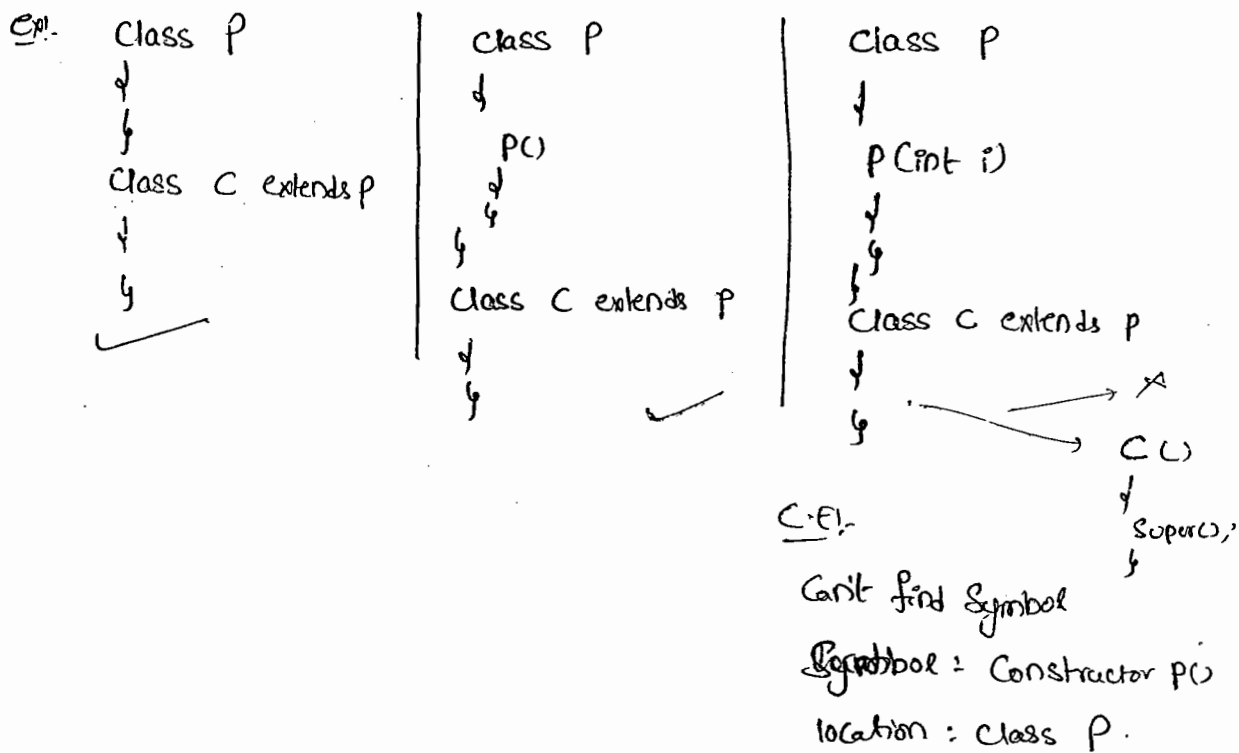 Ex:-
Class P
{
}
Class C extends P
{
}
Class P
{
P()
{
}
}
Class C extends P
{
}
Class P
{
P(int i)
{
}
}
Class C extends P
{
}
C()
{
Super();
}
C.E!:-
Can't find Symbol
Symbol : Constructor P()
location : Class P.